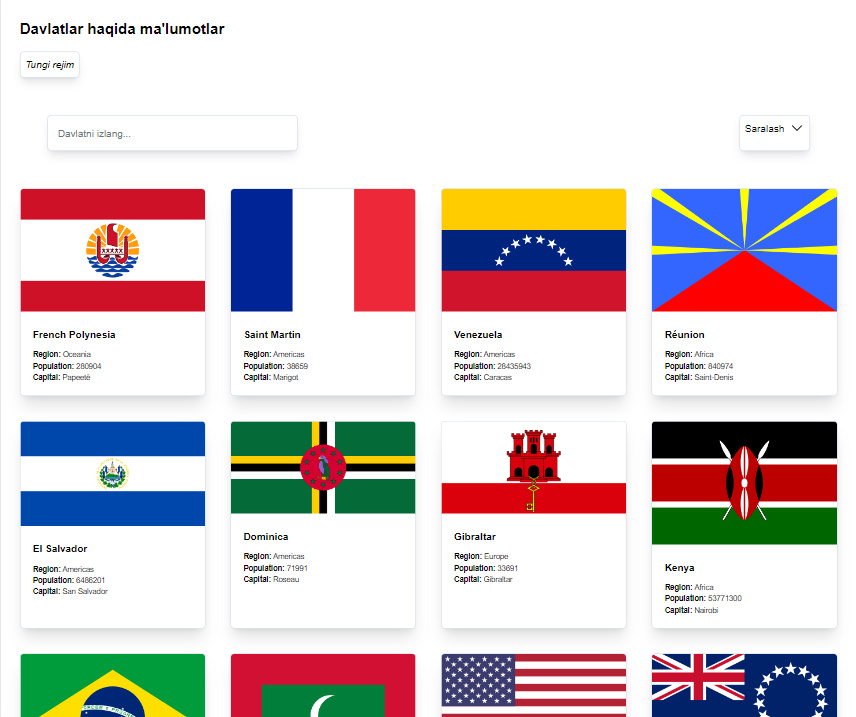 Davlatlar haqida ma'lumotlar
Tungi rejim
Davlatni izlang...
Saralash
French Polynesia
Region: Oceania
Population: 280904
Capital: Papeetē
Saint Martin
Region: Americas
Population: 38659
Capital: Marigot
Venezuela
Region: Americas
Population: 28435943
Capital: Caracas
Réunion
Region: Africa
Population: 840974
Capital: Saint-Denis
El Salvador
Region: Americas
Population: 6486201
Capital: San Salvador
Dominica
Region: Americas
Population: 71991
Capital: Roseau
Gibraltar
Region: Europe
Population: 33691
Capital: Gibraltar
Kenya
Region: Africa
Population: 53771300
Capital: Nairobi